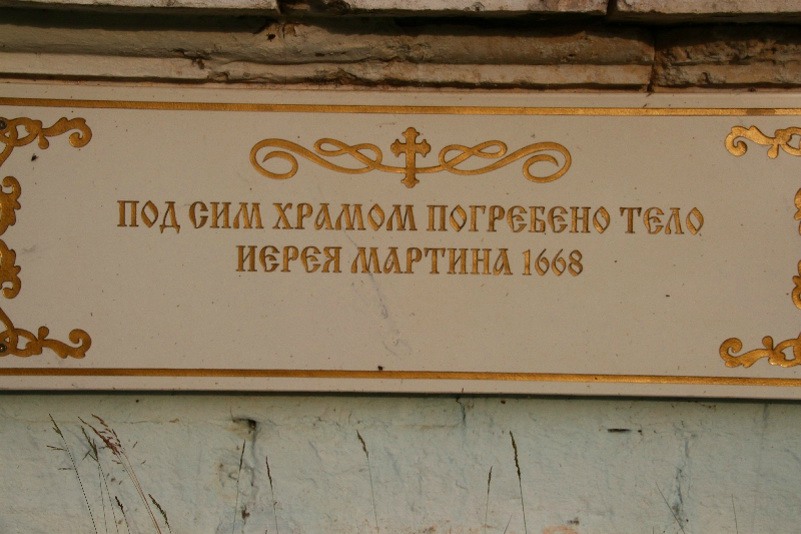 ПОД СИМ ХРАМОМ ПОГРЕБЕНО ТЕЛО
ИЕРЕЯ МАРТИНА 1668